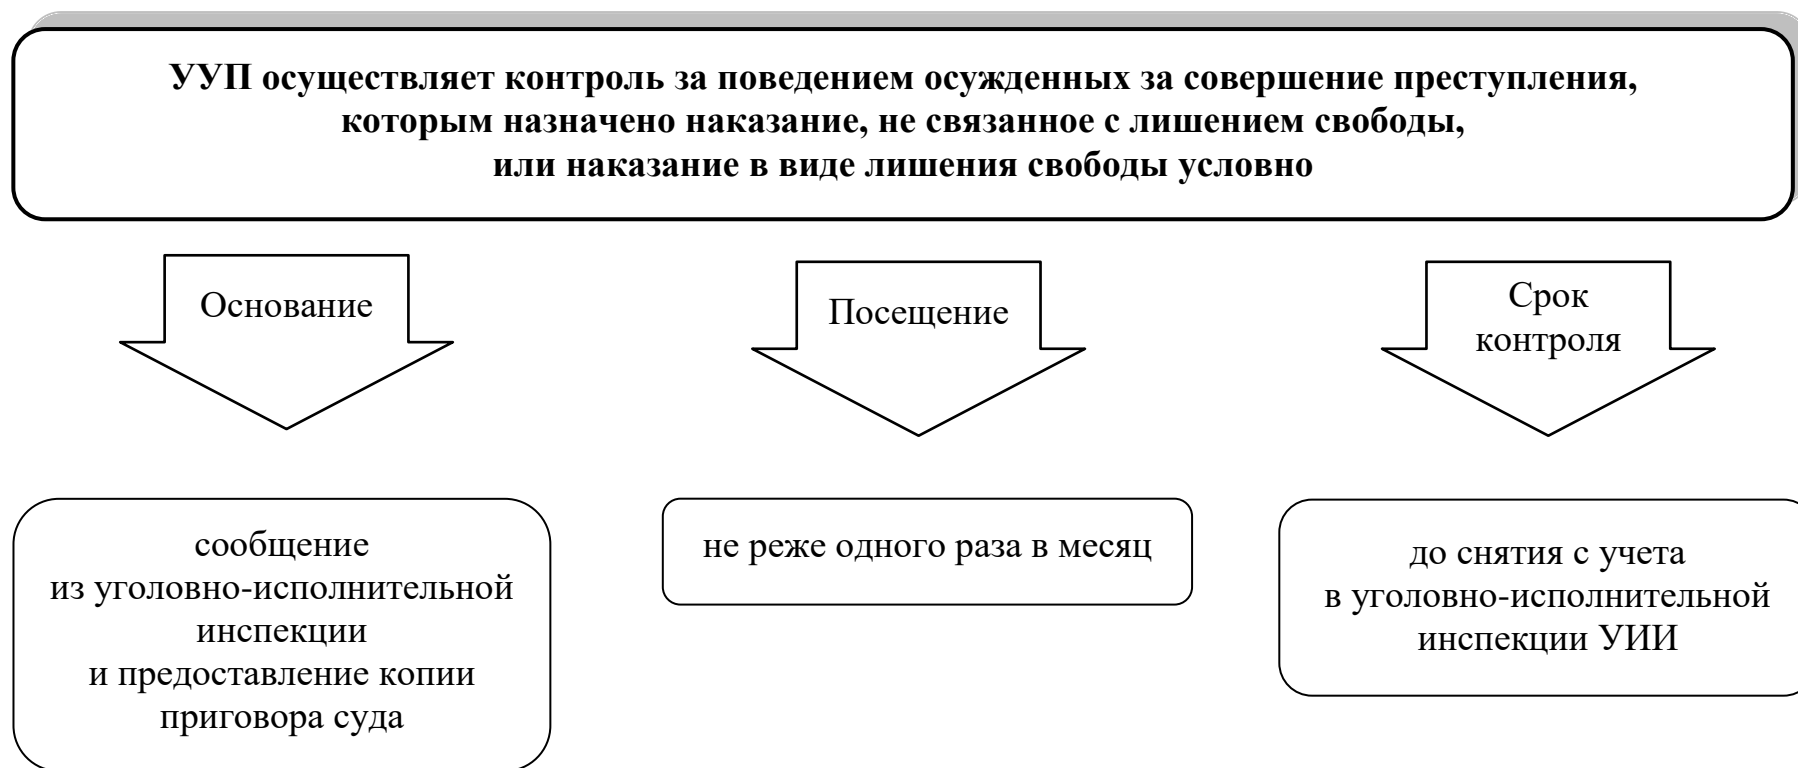 УУП осуществляет контроль за поведением осужденных за совершение преступления,
которым назначено наказание, не связанное с лишением свободы,
или наказание в виде лишения свободы условно
Основание
Посещение
Срок
контроля
сообщение
из уголовно-исполнительной
инспекции
и предоставление копии
приговора суда
не реже одного раза в месяц
до снятия с учета
в уголовно-исполнительной
инспекции УИИ